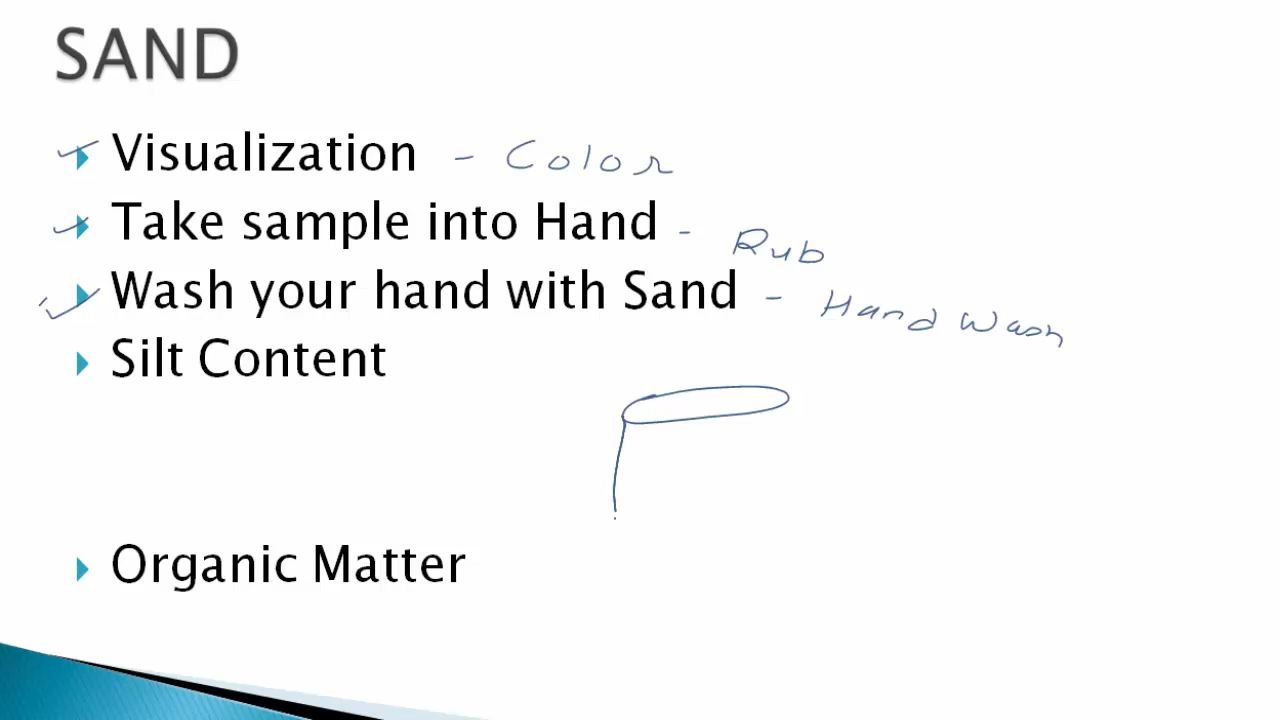 SAND
Visualization - Color
Take sample into Hand - Rub
Wash your hand with Sand - Hand Wash
Silt Content
Organic Matter